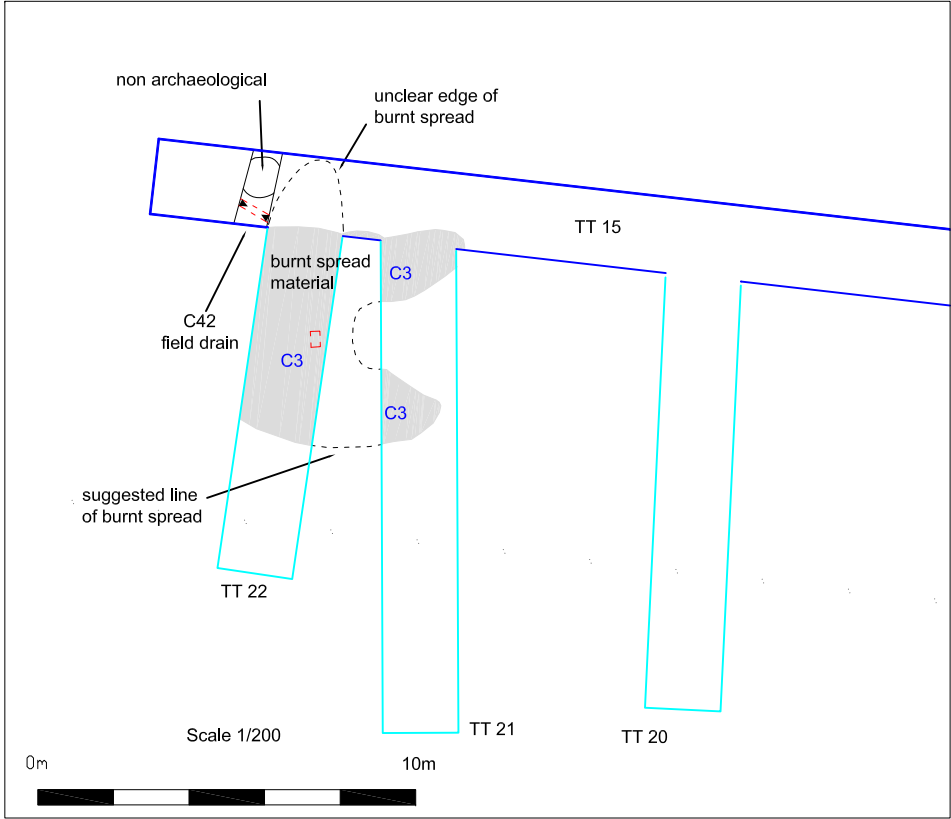 non archaeological
unclear edge of
burnt spread
TT 15
burnt spread
material
C3
C42
field drain
C3
C3
suggested line
of burnt spread
TT 22
Scale 1/200
TT 21
TT 20
0m
10m